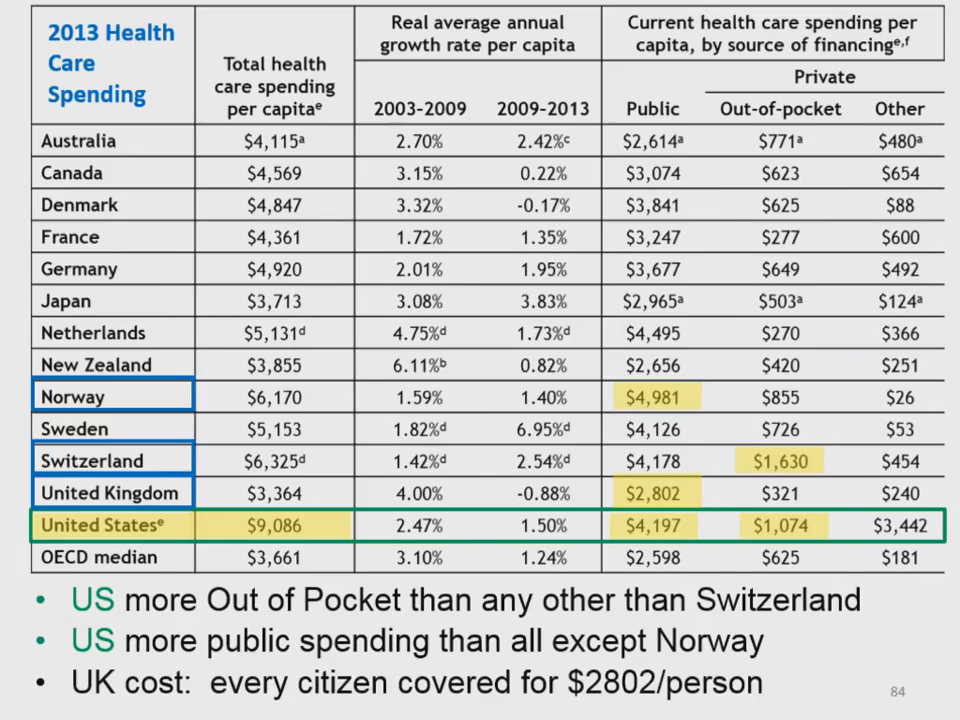 2013 Health
Care
Spending
Total health
care spending
per capitaᵉ
Real average annual
growth rate per capita
2003–2009 2009–2013
Current health care spending per
capita, by source of financingᵉ,ᶠ
Private
Public Out-of-pocket Other
Australia $4,115ᵃ 2.70% 2.42%ᶜ $2,614ᵃ $771ᵃ $480ᵃ
Canada $4,569 3.15% 0.22% $3,074 $623 $654
Denmark $4,847 3.32% -0.17% $3,841 $625 $88
France $4,361 1.72% 1.35% $3,247 $277 $600
Germany $4,920 2.01% 1.95% $3,677 $649 $492
Japan $3,713 3.08% 3.83% $2,965ᵃ $503ᵃ $124ᵃ
Netherlands $5,131ᵈ 4.75%ᵈ 1.73%ᵈ $4,495 $270 $366
New Zealand $3,855 6.11%ᵇ 0.82% $2,656 $420 $251
Norway $6,170 1.59% 1.40% $4,981 $855 $26
Sweden $5,153 1.82%ᵈ 6.95%ᵈ $4,126 $726 $53
Switzerland $6,325ᵈ 1.42%ᵈ 2.54%ᵈ $4,178 $1,630 $454
United Kingdom $3,364 4.00% -0.88% $2,802 $321 $240
United Statesᵉ $9,086 2.47% 1.50% $4,197 $1,074 $3,442
OECD median $3,661 3.10% 1.24% $2,598 $625 $181
• US more Out of Pocket than any other than Switzerland
• US more public spending than all except Norway
• UK cost: every citizen covered for $2802/person
84